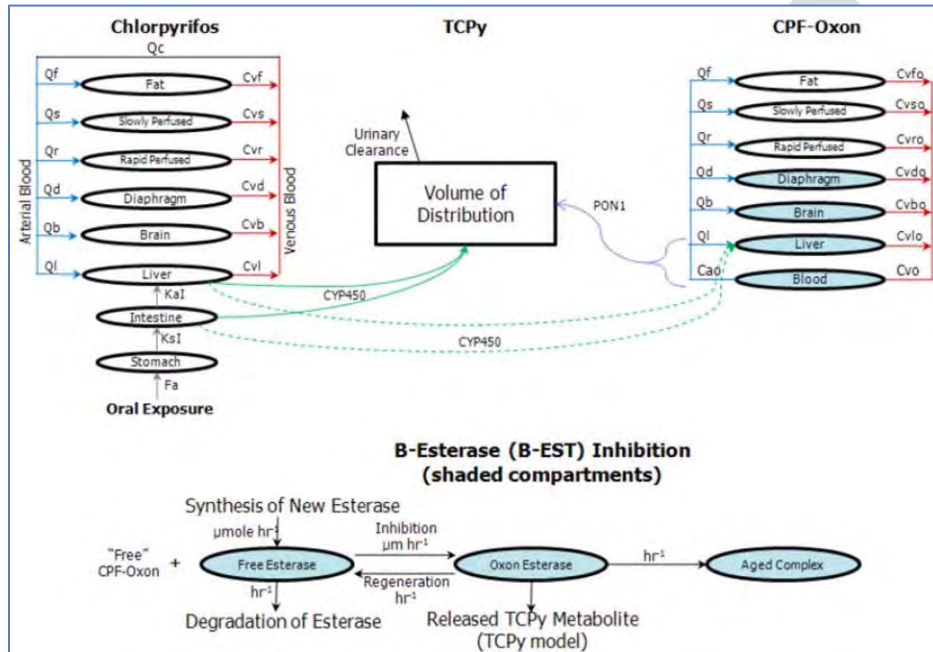 Chlorpyrifos
TCPy
CPF-Oxon
Qc
Qf
Fat
Cvf
Qs
Slowly Perfused
Cvs
Qr
Rapid Perfused
Cvr
Qd
Diaphragm
Cvd
Qb
Brain
Cvb
Ql
Liver
Cvl
Arterial Blood
Venous Blood
KaI
Intestine
KsI
Stomach
Fa
Oral Exposure
Urinary
Clearance
Volume of
Distribution
PON1
CYP450
CYP450
Qf
Fat
Cvfo
Qs
Slowly Perfused
Cvso
Qr
Rapid Perfused
Cvro
Qd
Diaphragm
Cvdo
Qb
Brain
Cvbo
Ql
Liver
Cvlo
Cao
Blood
Cvo
B-Esterase (B-EST) Inhibition
(shaded compartments)
Synthesis of New Esterase
µmole hr⁻¹
Inhibition
µm hr⁻¹
"Free"
CPF-Oxon
+
Free Esterase
Oxon Esterase
hr⁻¹
Aged Complex
Regeneration
hr⁻¹
hr⁻¹
Degradation of Esterase
Released TCPy Metabolite
(TCPy model)